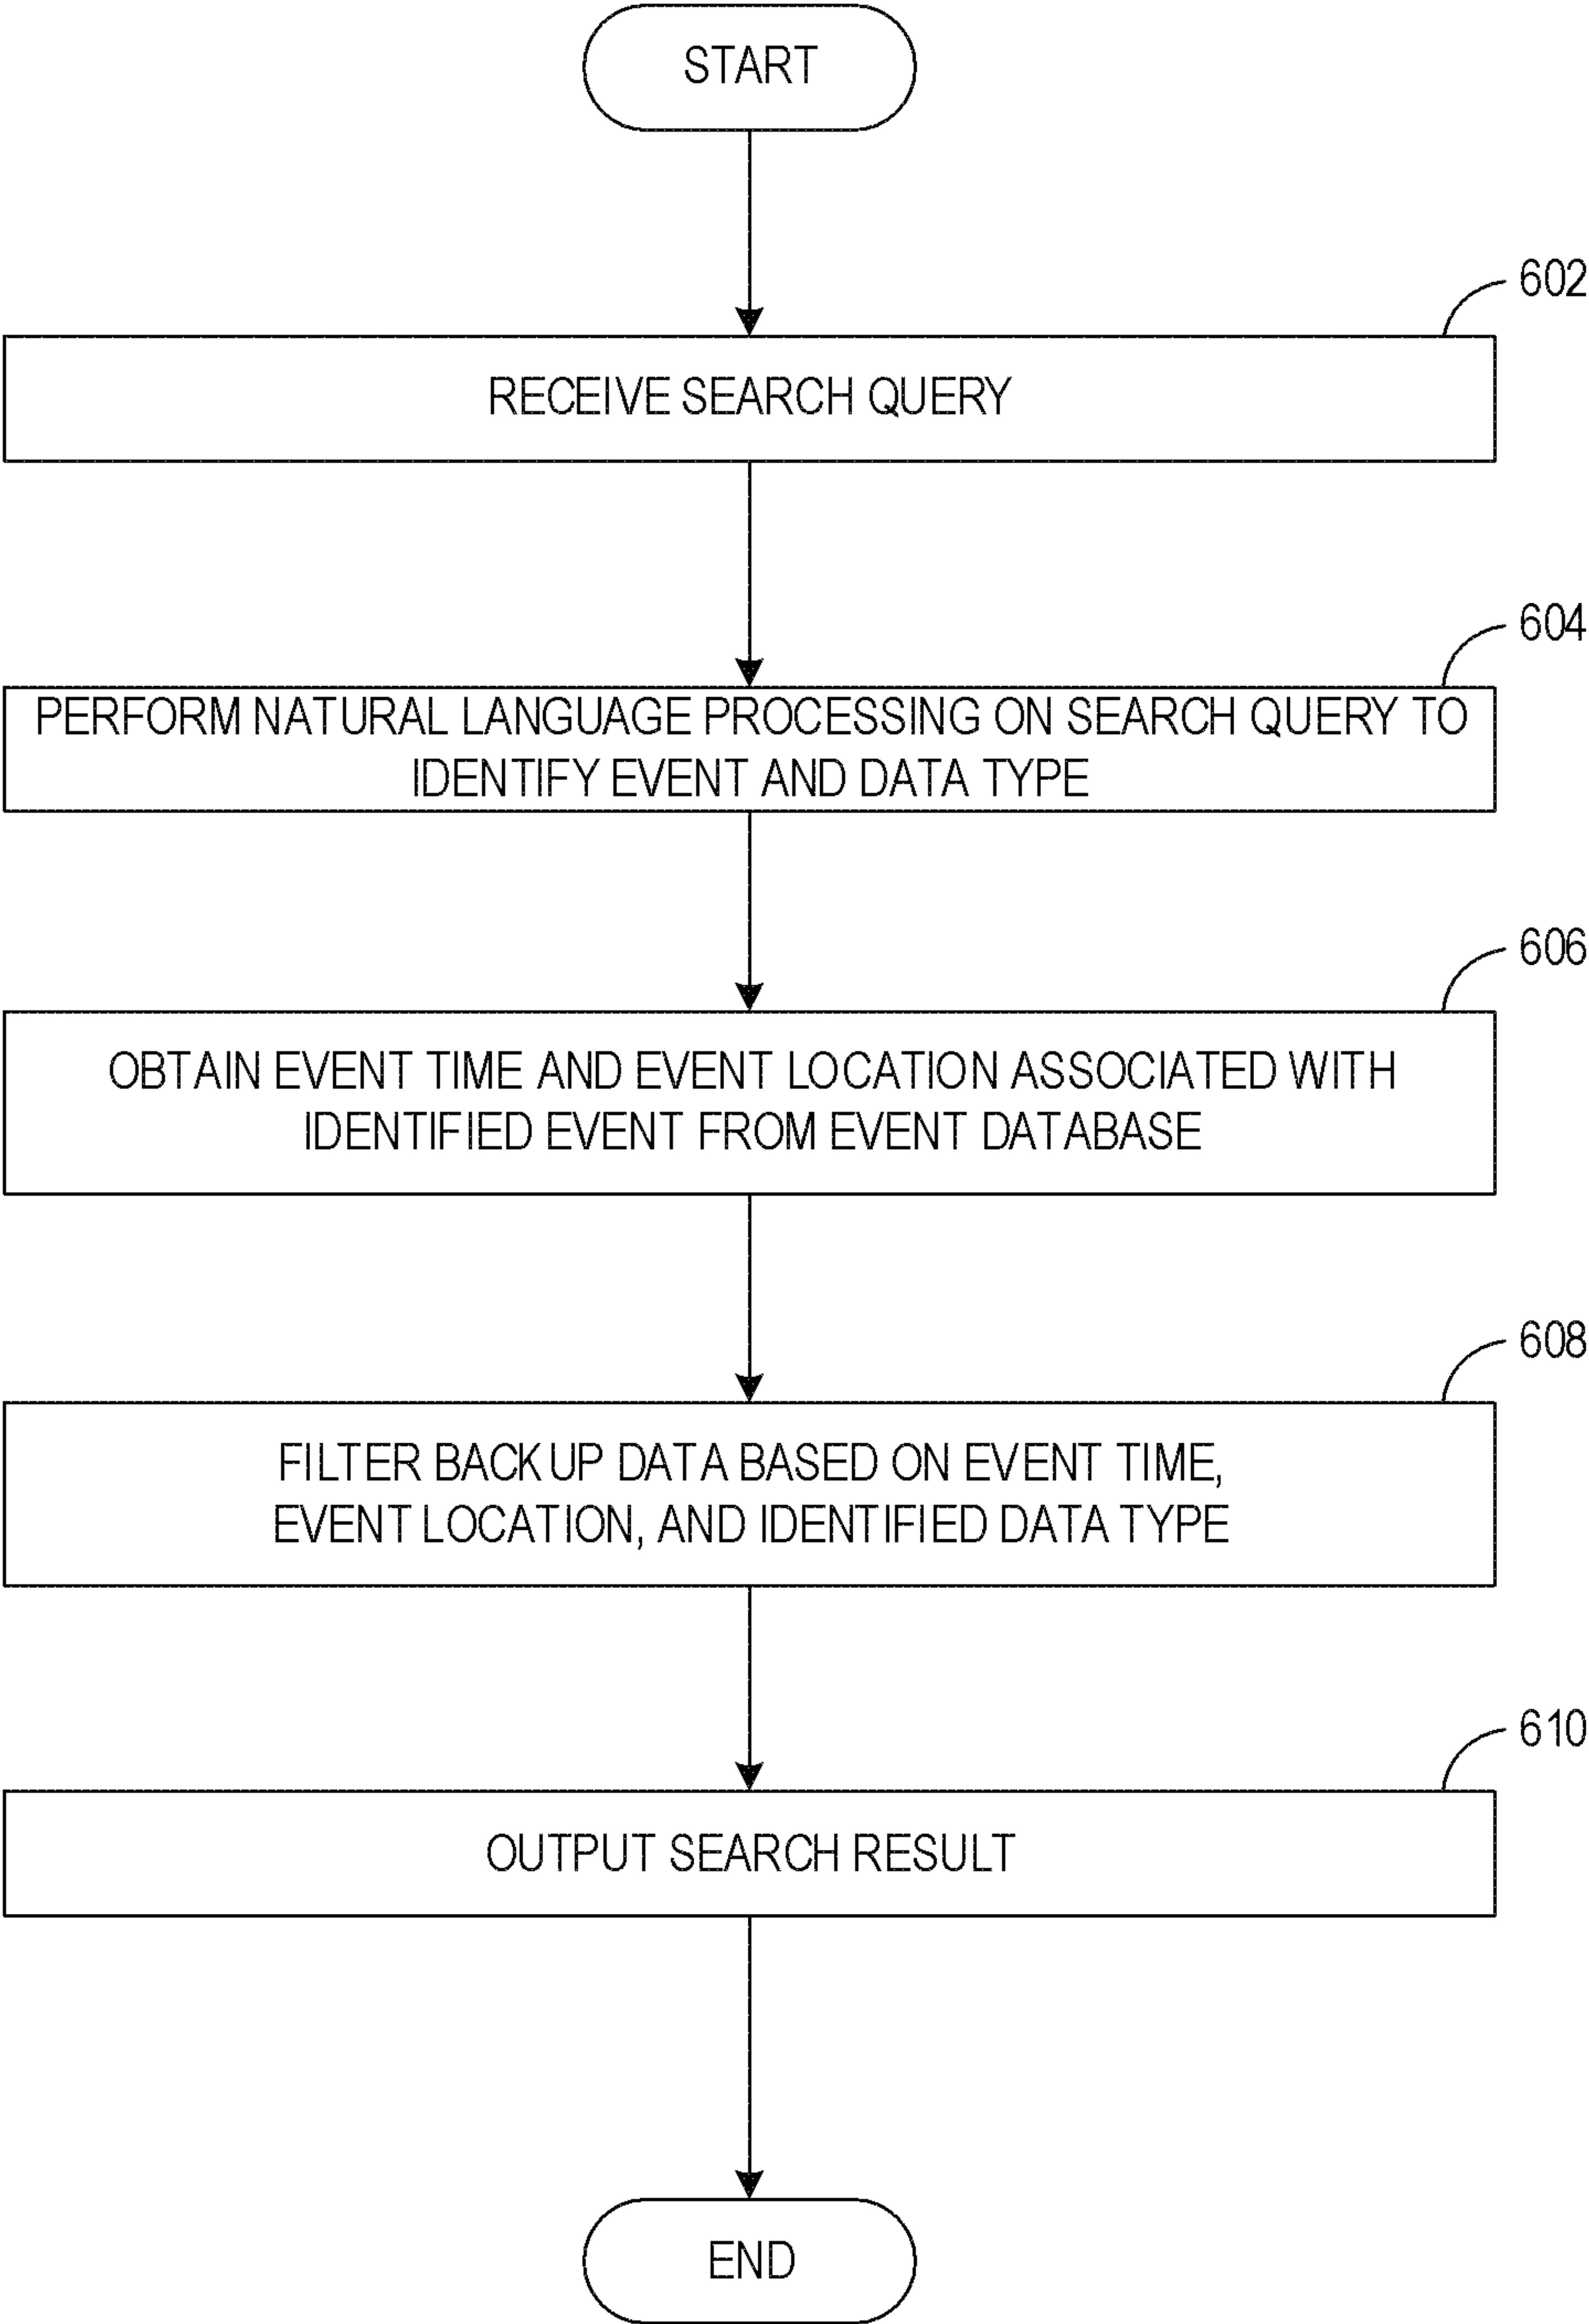 START
602
RECEIVE SEARCH QUERY
604
PERFORM NATURAL LANGUAGE PROCESSING ON SEARCH QUERY TO
IDENTIFY EVENT AND DATA TYPE
606
OBTAIN EVENT TIME AND EVENT LOCATION ASSOCIATED WITH
IDENTIFIED EVENT FROM EVENT DATABASE
608
FILTER BACKUP DATA BASED ON EVENT TIME,
EVENT LOCATION, AND IDENTIFIED DATA TYPE
610
OUTPUT SEARCH RESULT
END